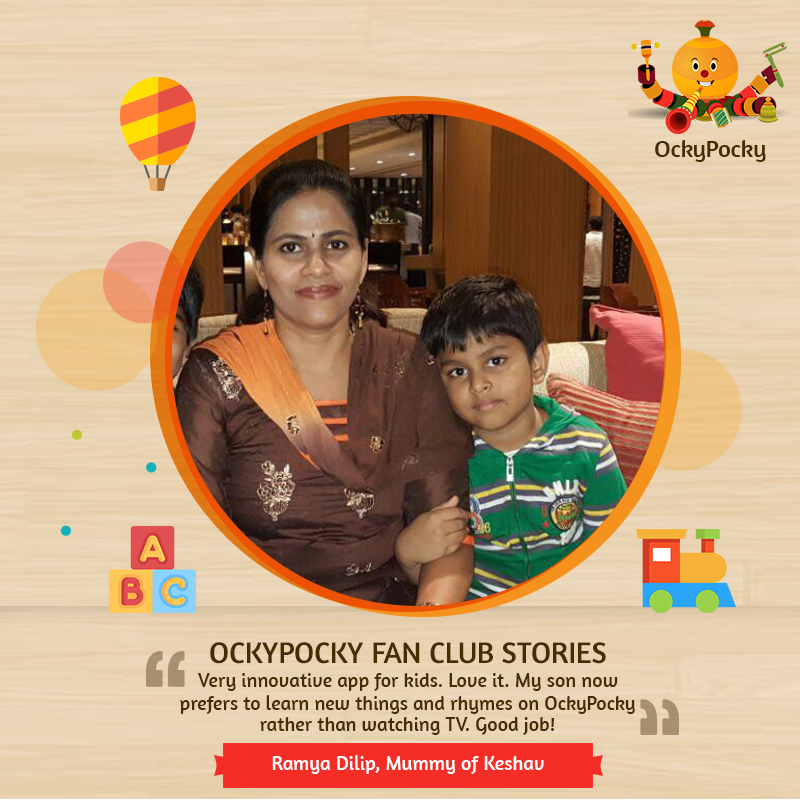 OckyPocky
A
B C
OCKYPOCKY FAN CLUB STORIES
Very innovative app for kids. Love it. My son now
prefers to learn new things and rhymes on OckyPocky
rather than watching TV. Good job!
Ramya Dilip, Mummy of Keshav